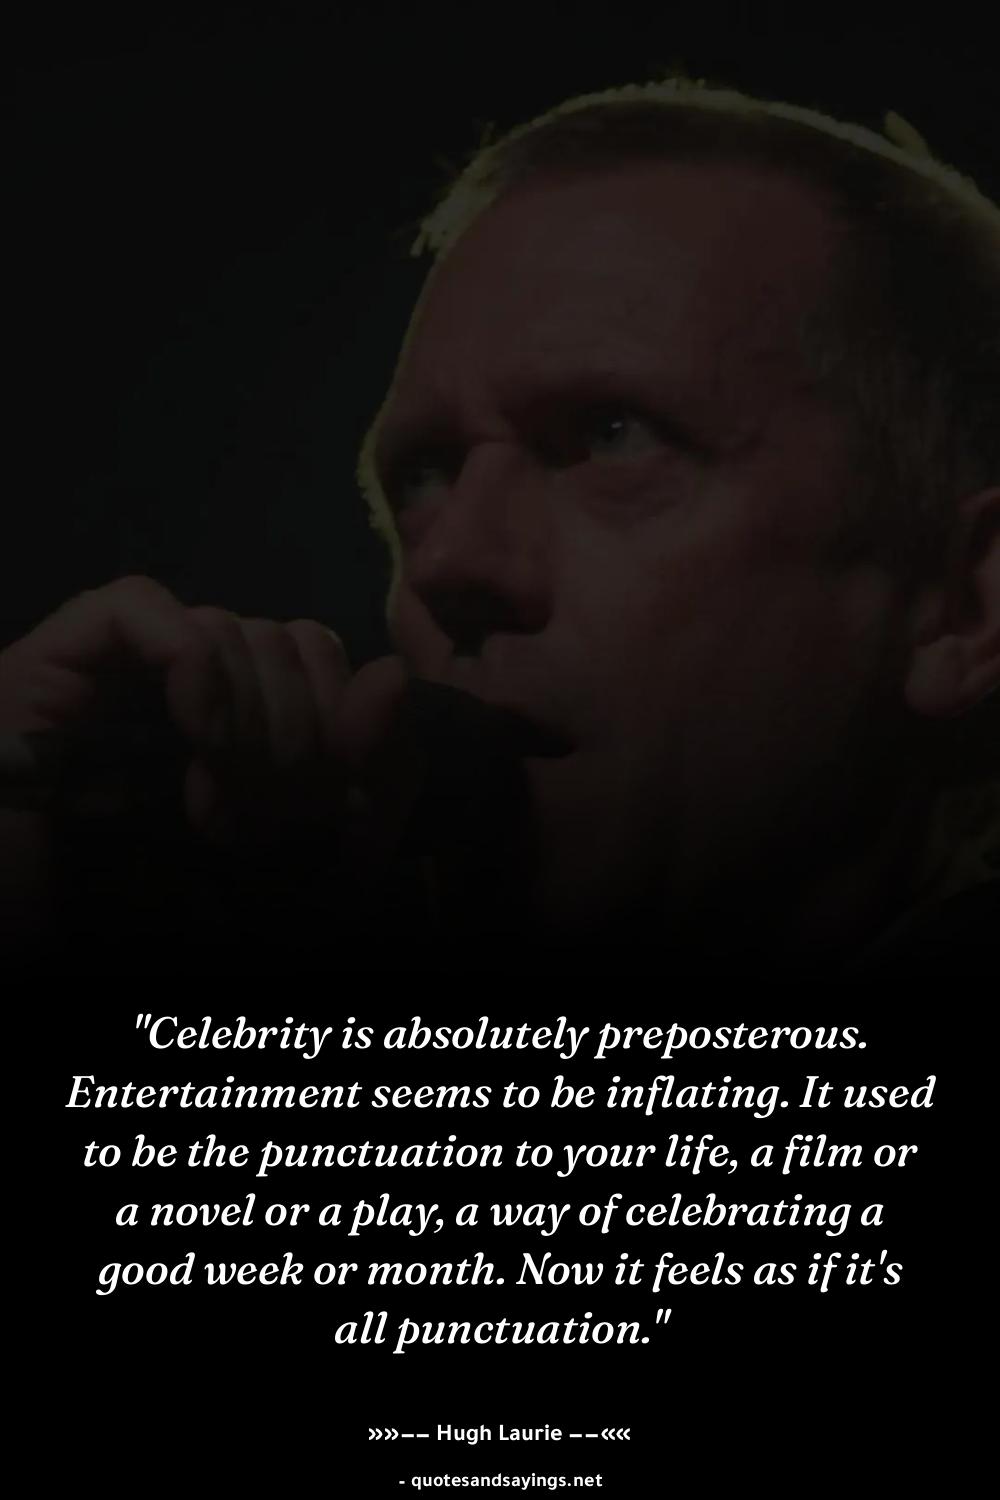 "Celebrity is absolutely preposterous.
Entertainment seems to be inflating. It used
to be the punctuation to your life, a film or
a novel or a play, a way of celebrating a
good week or month. Now it feels as if it's
all punctuation."
»»–– Hugh Laurie ––««
- quotesandsayings.net